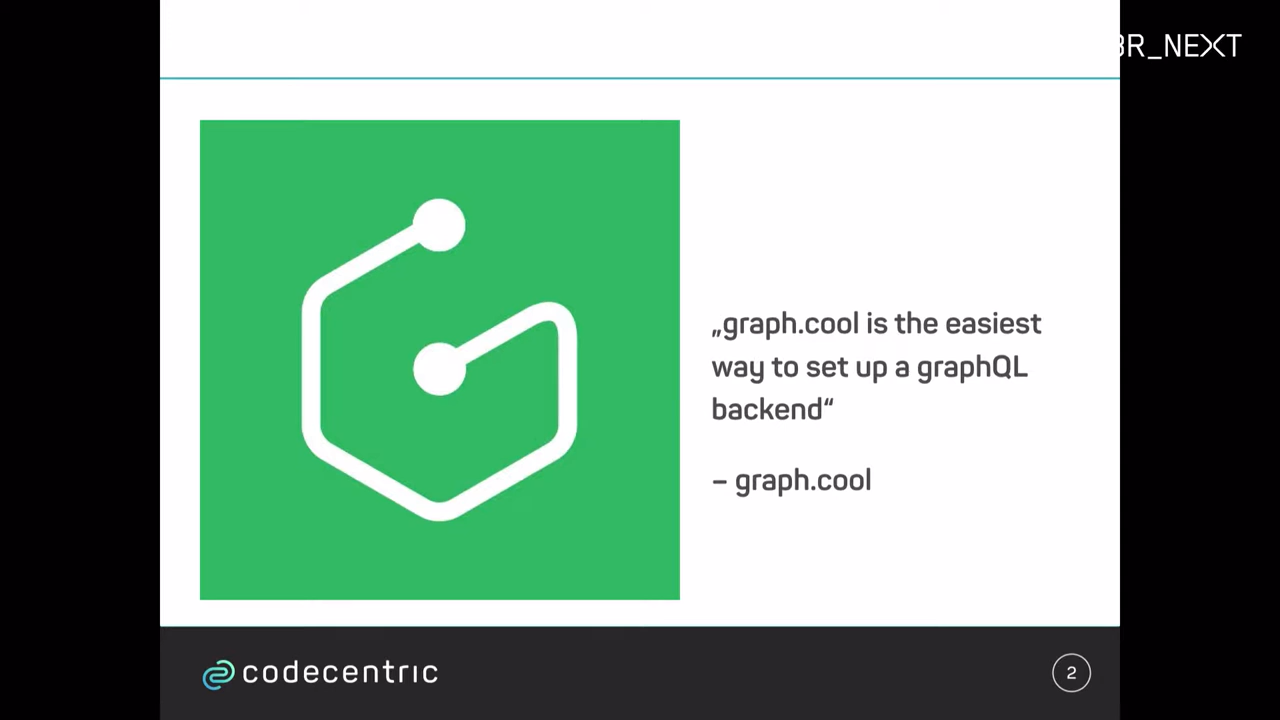 BR_NEXT
„graph.cool is the easiest
way to set up a graphQL
backend“
– graph.cool
codecentric
2